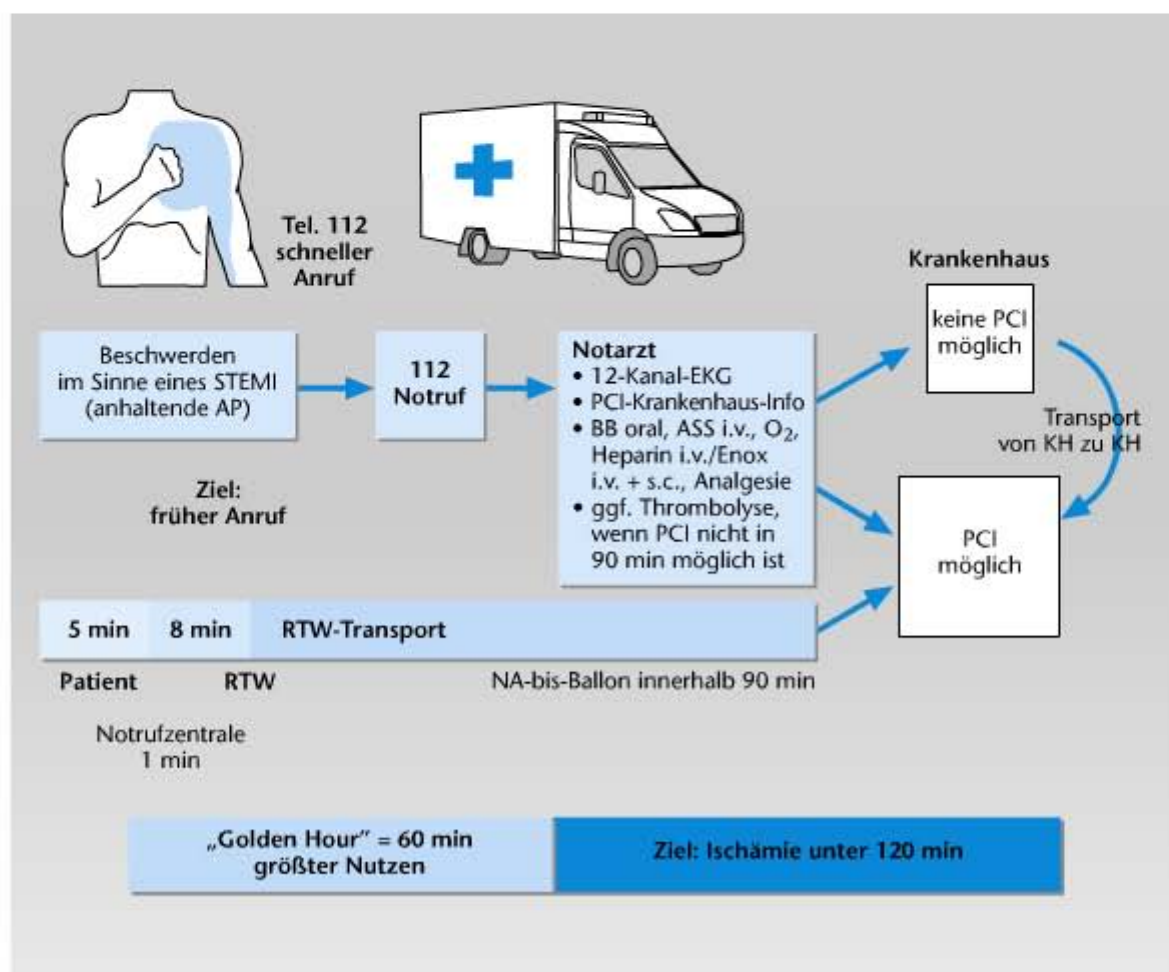 Tel. 112
schneller
Anruf
Krankenhaus
Beschwerden
im Sinne eines STEMI
(anhaltende AP)
112
Notruf
Notarzt
• 12-Kanal-EKG
• PCI-Krankenhaus-Info
• BB oral, ASS i.v., O₂,
Heparin i.v./Enox
i.v. + s.c., Analgesie
• ggf. Thrombolyse,
wenn PCI nicht in
90 min möglich ist
keine PCI
möglich
Transport
von KH zu KH
PCI
möglich
Ziel:
früher Anruf
5 min
8 min
RTW-Transport
Patient
RTW
NA-bis-Ballon innerhalb 90 min
Notrufzentrale
1 min
„Golden Hour” = 60 min
größter Nutzen
Ziel: Ischämie unter 120 min